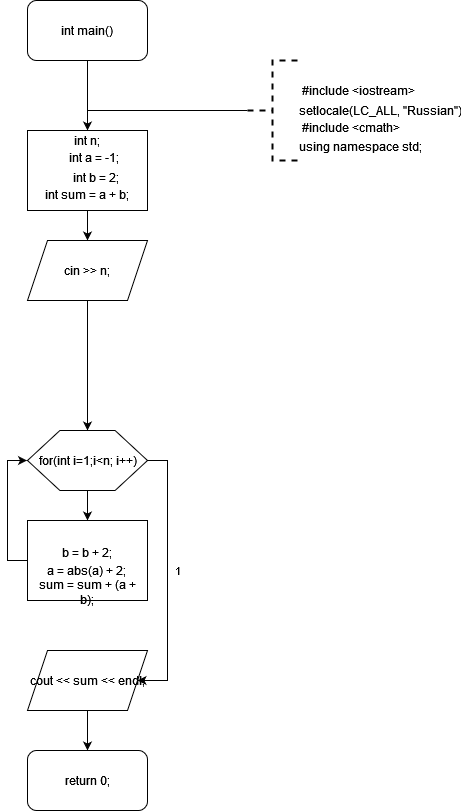 int main()
#include <iostream>
setlocale(LC_ALL, "Russian")
#include <cmath>
using namespace std;
int n;
int a = -1;
int b = 2;
int sum = a + b;
cin >> n;
for(int i=1;i<n; i++)
b = b + 2;
a = abs(a) + 2;
sum = sum + (a +
b);
1
cout << sum << endl;
return 0;